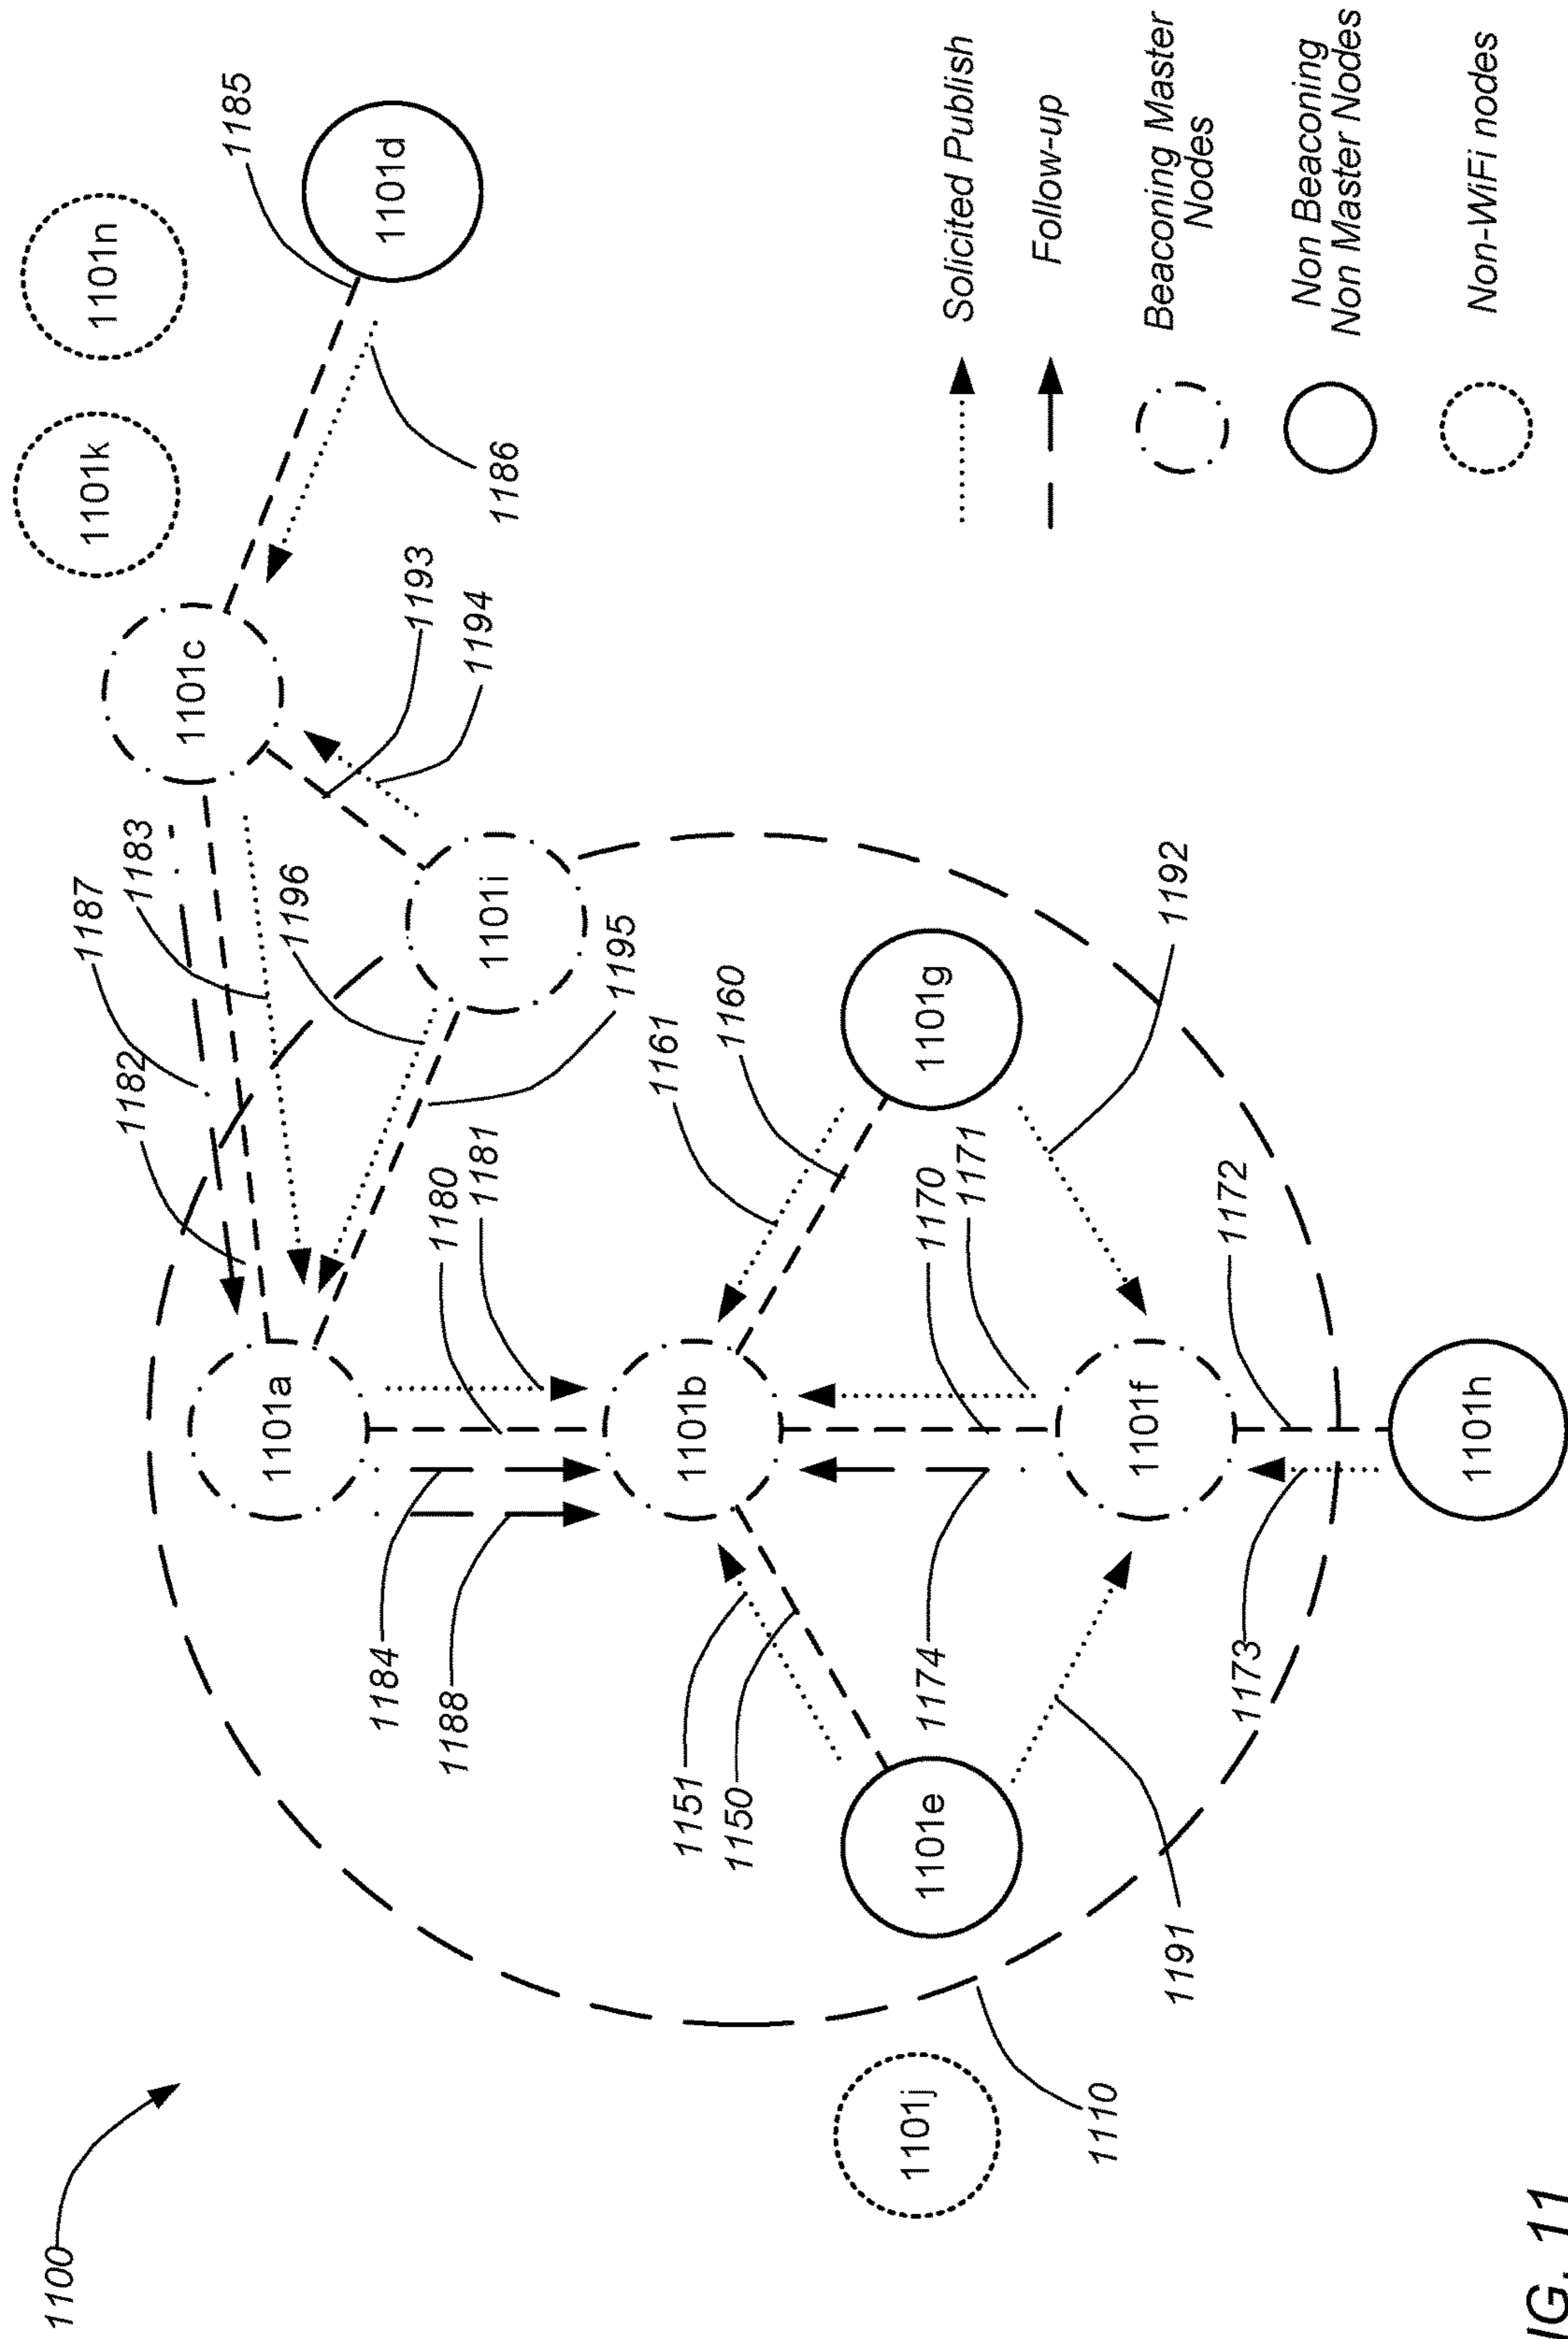 1100
1187
1101k
1101n
1182
1183
1101c
1185
1101a
1196
1184
1101d
1193
1180
1188
1194
1181
1101i
1186
1195
1161
1151
1101b
1160
1150
1101j
1101e
1174
1170
1101g
1171
1110
1101f
1192
1191
1172
1173
1101h
Solicited Publish
Follow-up
Beaconing Master
Nodes
Non Beaconing
Non Master Nodes
Non-WiFi nodes
IG. 11